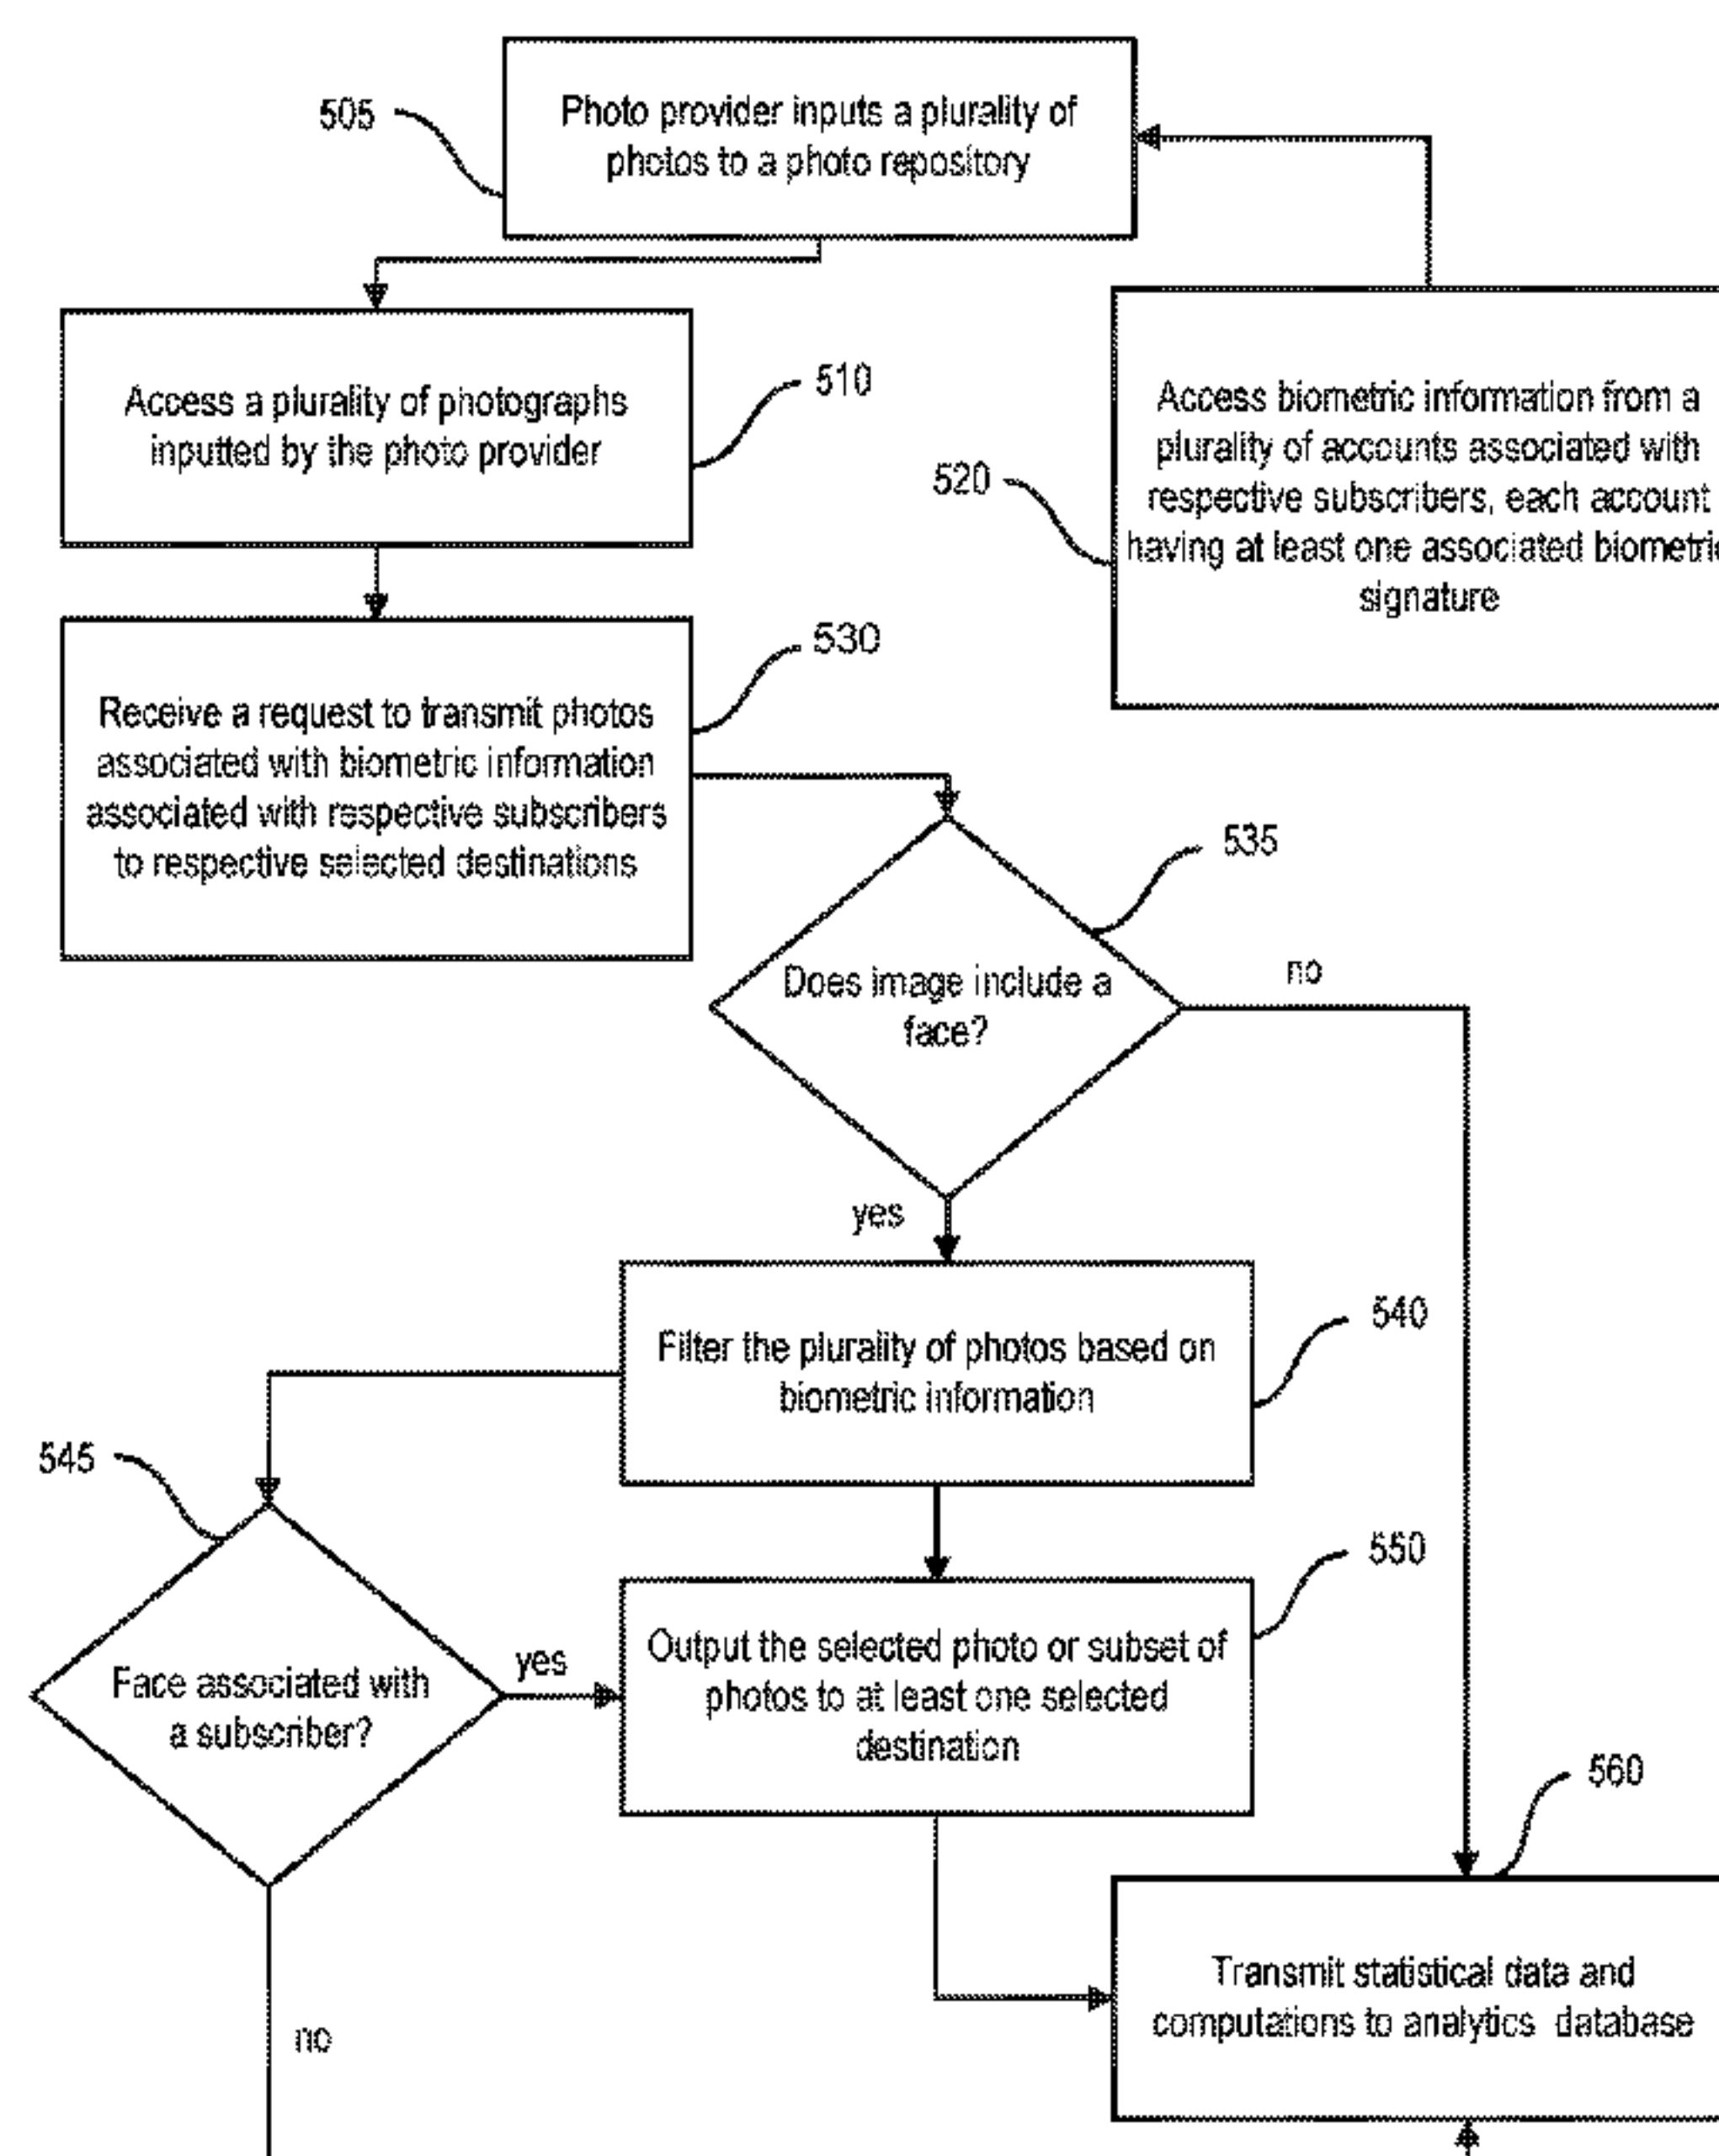 505
Photo provider inputs a plurality of
photos to a photo repository
Access a plurality of photographs
inputted by the photo provider
510
520
Access biometric information from a
plurality of accounts associated with
respective subscribers, each account
having at least one associated biometric
signature
530
Receive a request to transmit photos
associated with biometric information
associated with respective subscribers
to respective selected destinations
535
Does image include a
face?
no
yes
540
Filter the plurality of photos based on
biometric information
545
550
Face associated with
a subscriber?
yes
Output the selected photo or subset of
photos to at least one selected
destination
560
Transmit statistical data and
computations to analytics database
no